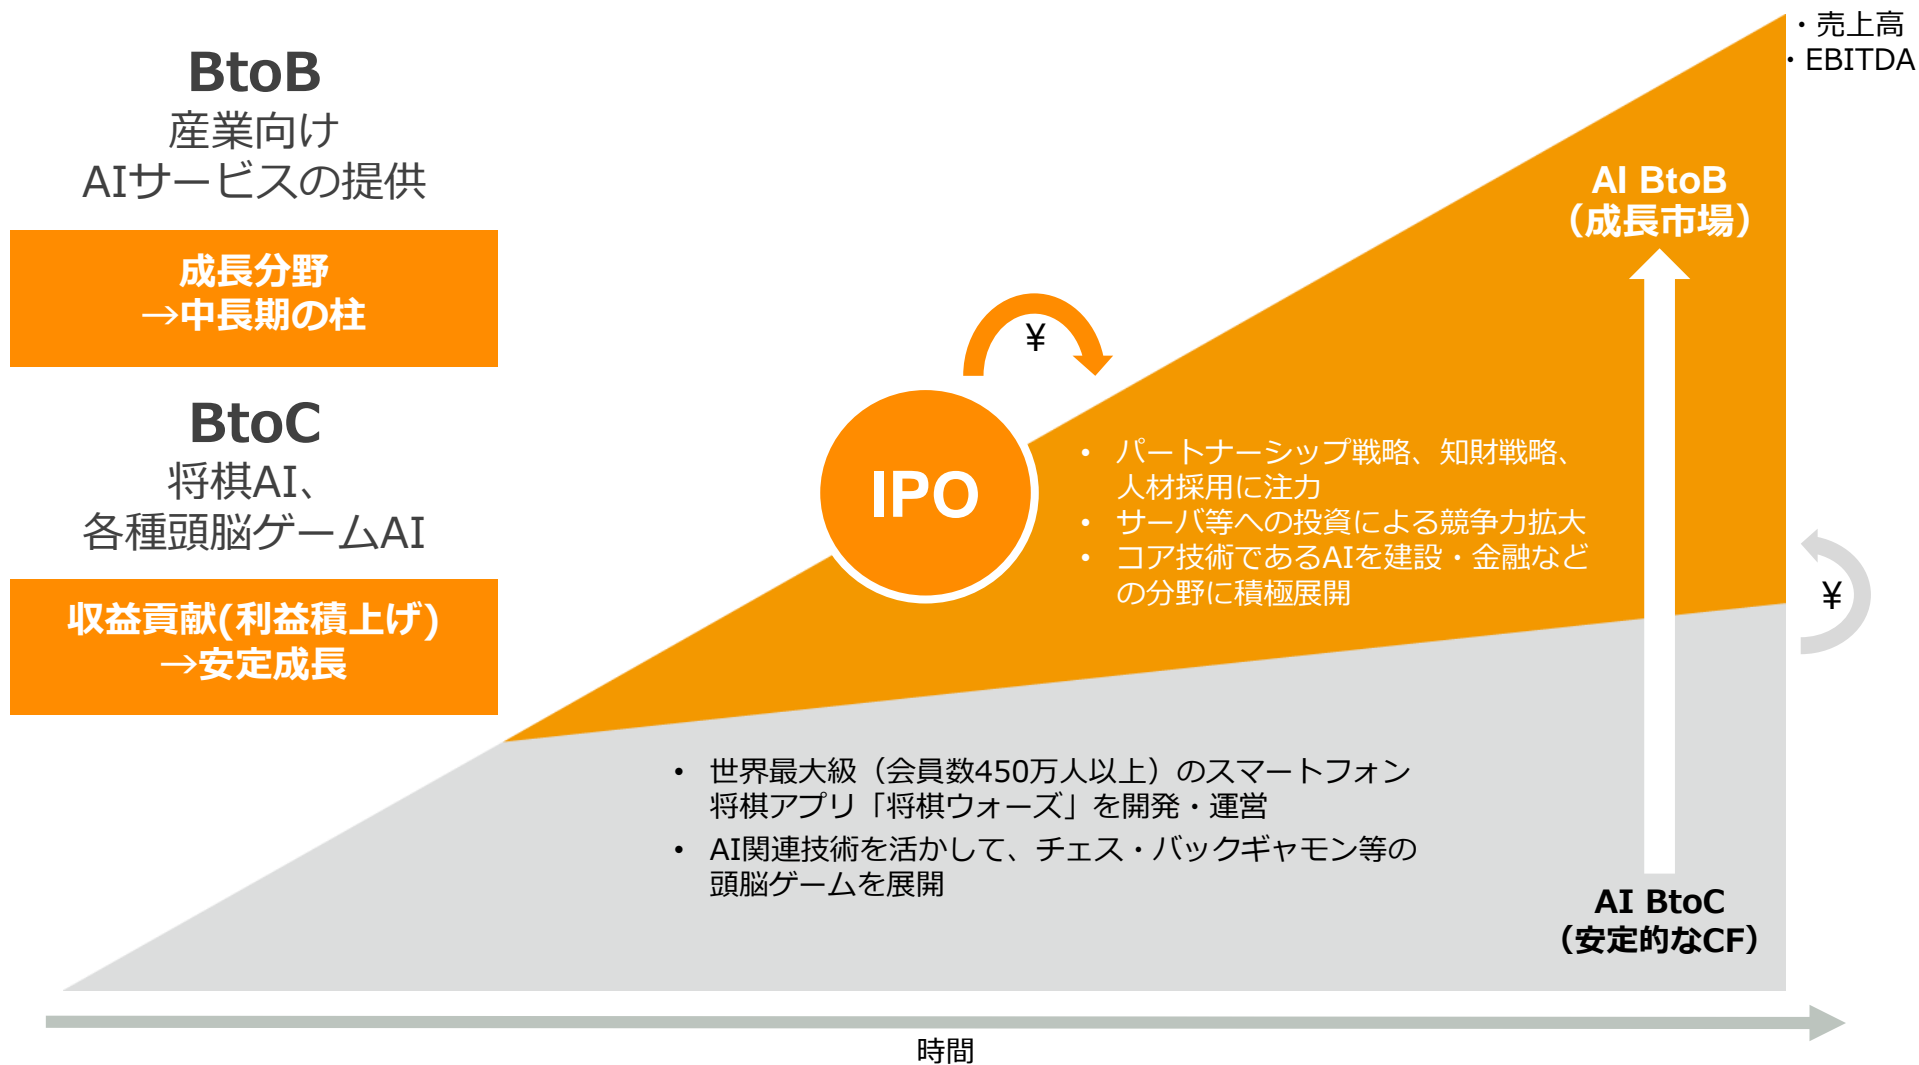 BtoB
産業向け
AIサービスの提供
成長分野
→中長期の柱
BtoC
将棋AI、
各種頭脳ゲームAI
収益貢献(利益積上げ)
→安定成長
・売上高
・EBITDA
AI BtoB
（成長市場）
¥
IPO
• パートナーシップ戦略、知財戦略、
人材採用に注力
• サーバ等への投資による競争力拡大
• コア技術であるAIを建設・金融など
の分野に積極展開
¥
• 世界最大級（会員数450万人以上）のスマートフォン
将棋アプリ「将棋ウォーズ」を開発・運営
• AI関連技術を活かして、チェス・バックギャモン等の
頭脳ゲームを展開
AI BtoC
（安定的なCF）
時間